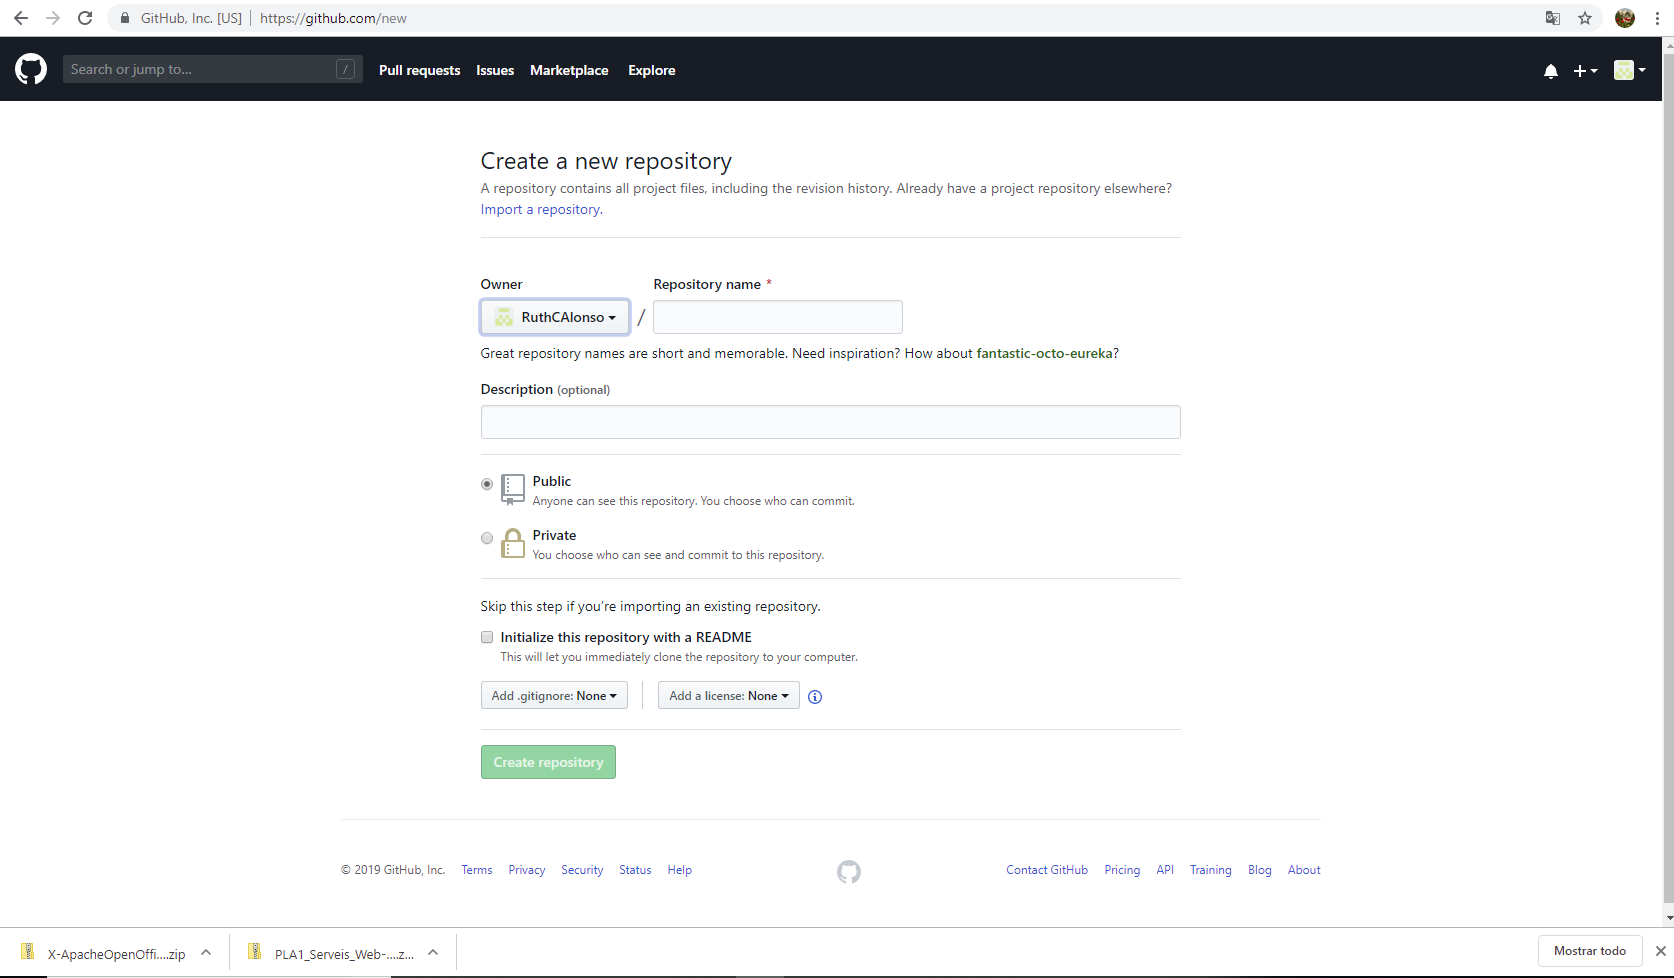 GitHub, Inc. [US] | https://github.com/new
Search or jump to... /
Pull requests Issues Marketplace Explore
Create a new repository
A repository contains all project files, including the revision history. Already have a project repository elsewhere?
Import a repository.
Owner Repository name *
RuthCAlonso /
Great repository names are short and memorable. Need inspiration? How about fantastic-octo-eureka?
Description (optional)
Public
Anyone can see this repository. You choose who can commit.
Private
You choose who can see and commit to this repository.
Skip this step if you’re importing an existing repository.
Initialize this repository with a README
This will let you immediately clone the repository to your computer.
Add .gitignore: None Add a license: None
Create repository
© 2019 GitHub, Inc. Terms Privacy Security Status Help Contact GitHub Pricing API Training Blog About
X-ApacheOpenOffi....zip PLA1_Serveis_Web-....z... Mostrar todo